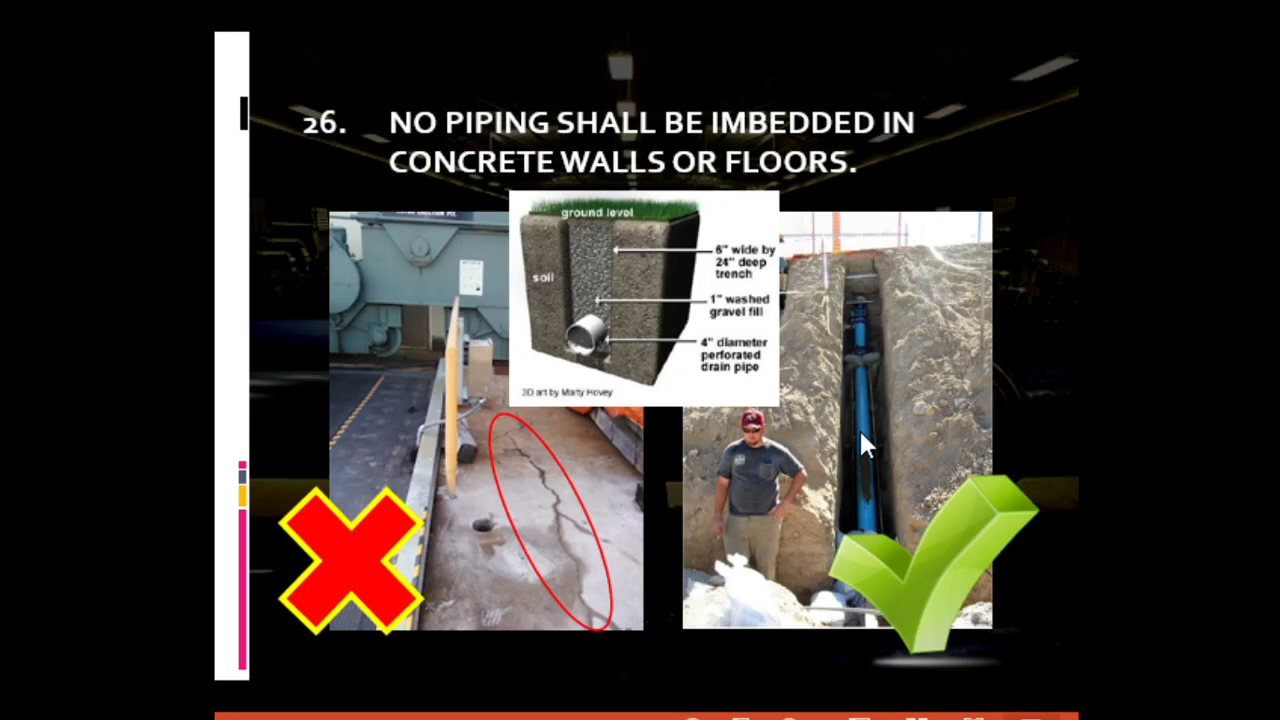 26. NO PIPING SHALL BE IMBEDDED IN
CONCRETE WALLS OR FLOORS.
ground level
soil
6" wide by
24" deep
trench
1" washed
gravel fill
4" diameter
perforated
drain pipe
3D art by Marty Hovey